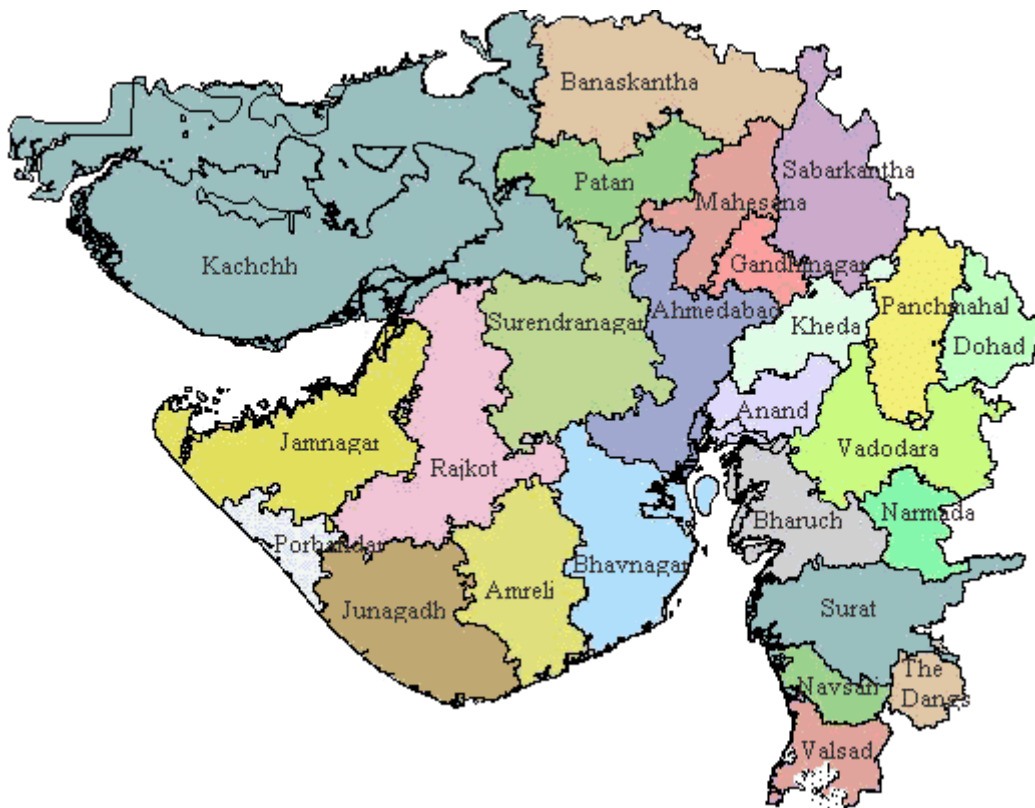 Banaskantha
Patan
Sabarkantha
Mahesana
Kachchh
Gandhinagar
Surendranagar
Ahmedabad
Kheda
Panchmahal
Dohad
Anand
Jamnagar
Rajkot
Vadodara
Bharuch
Narmada
Porbandar
Bhavnagar
Junagadh
Amreli
Surat
The
Dangs
Navsari
Valsad